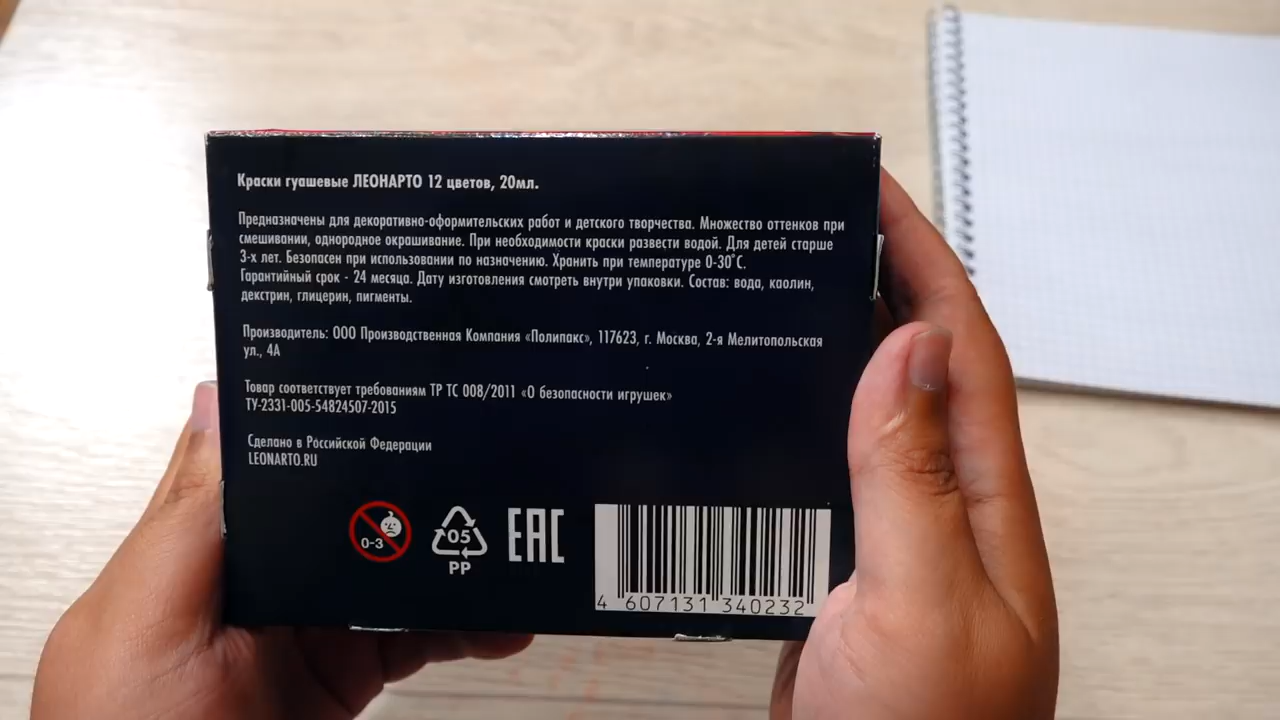 Краски гуашевые ЛЕОНАРТО 12 цветов, 20мл.
Предназначены для декоративно-оформительских работ и детского творчества. Множество оттенков при
смешивании, однородное окрашивание. При необходимости краски развести водой. Для детей старше
3-х лет. Безопасен при использовании по назначению. Хранить при температуре 0-30°С.
Гарантийный срок - 24 месяца. Дату изготовления смотреть внутри упаковки. Состав: вода, каолин,
декстрин, глицерин, пигменты.
Производитель: ООО Производственная Компания «Полипакс», 117623, г. Москва, 2-я Мелитопольская
ул., 4А
Товар соответствует требованиям ТР ТС 008/2011 «О безопасности игрушек»
ТУ-2331-005-54824507-2015
Сделано в Российской Федерации
LEONARTO.RU
0-3
05
PP
EAC
4 607131 340232